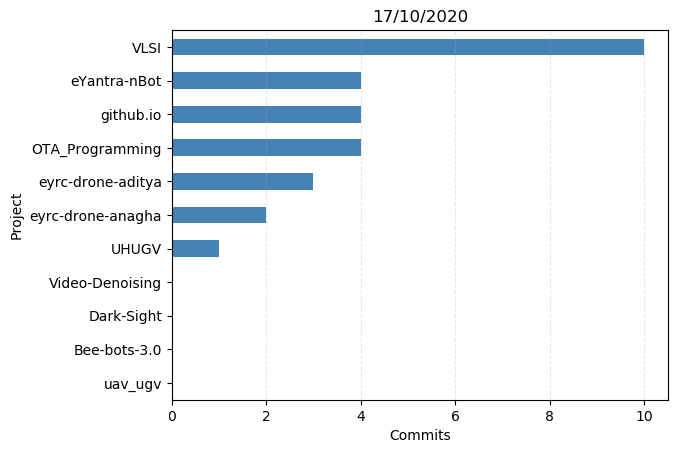 17/10/2020
VLSI
eYantra-nBot
github.io
OTA_Programming
eyrc-drone-aditya
eyrc-drone-anagha
UHUGV
Video-Denoising
Dark-Sight
Bee-bots-3.0
uav_ugv
Project
0 2 4 6 8 10
Commits